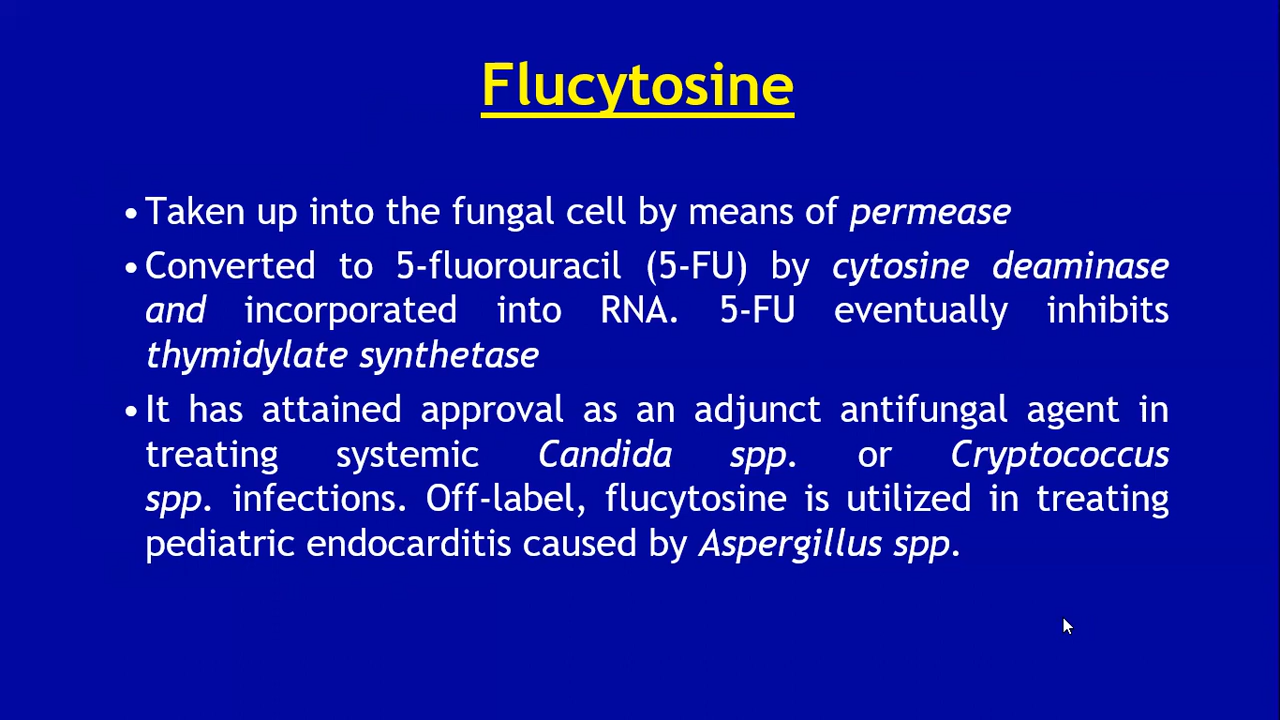 Flucytosine
• Taken up into the fungal cell by means of permease
• Converted to 5-fluorouracil (5-FU) by cytosine deaminase
and incorporated into RNA. 5-FU eventually inhibits
thymidylate synthetase
• It has attained approval as an adjunct antifungal agent in
treating systemic Candida spp. or Cryptococcus
spp. infections. Off-label, flucytosine is utilized in treating
pediatric endocarditis caused by Aspergillus spp.